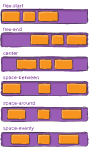 flex-start
flex-end
center
space-between
space-around
space-evenly